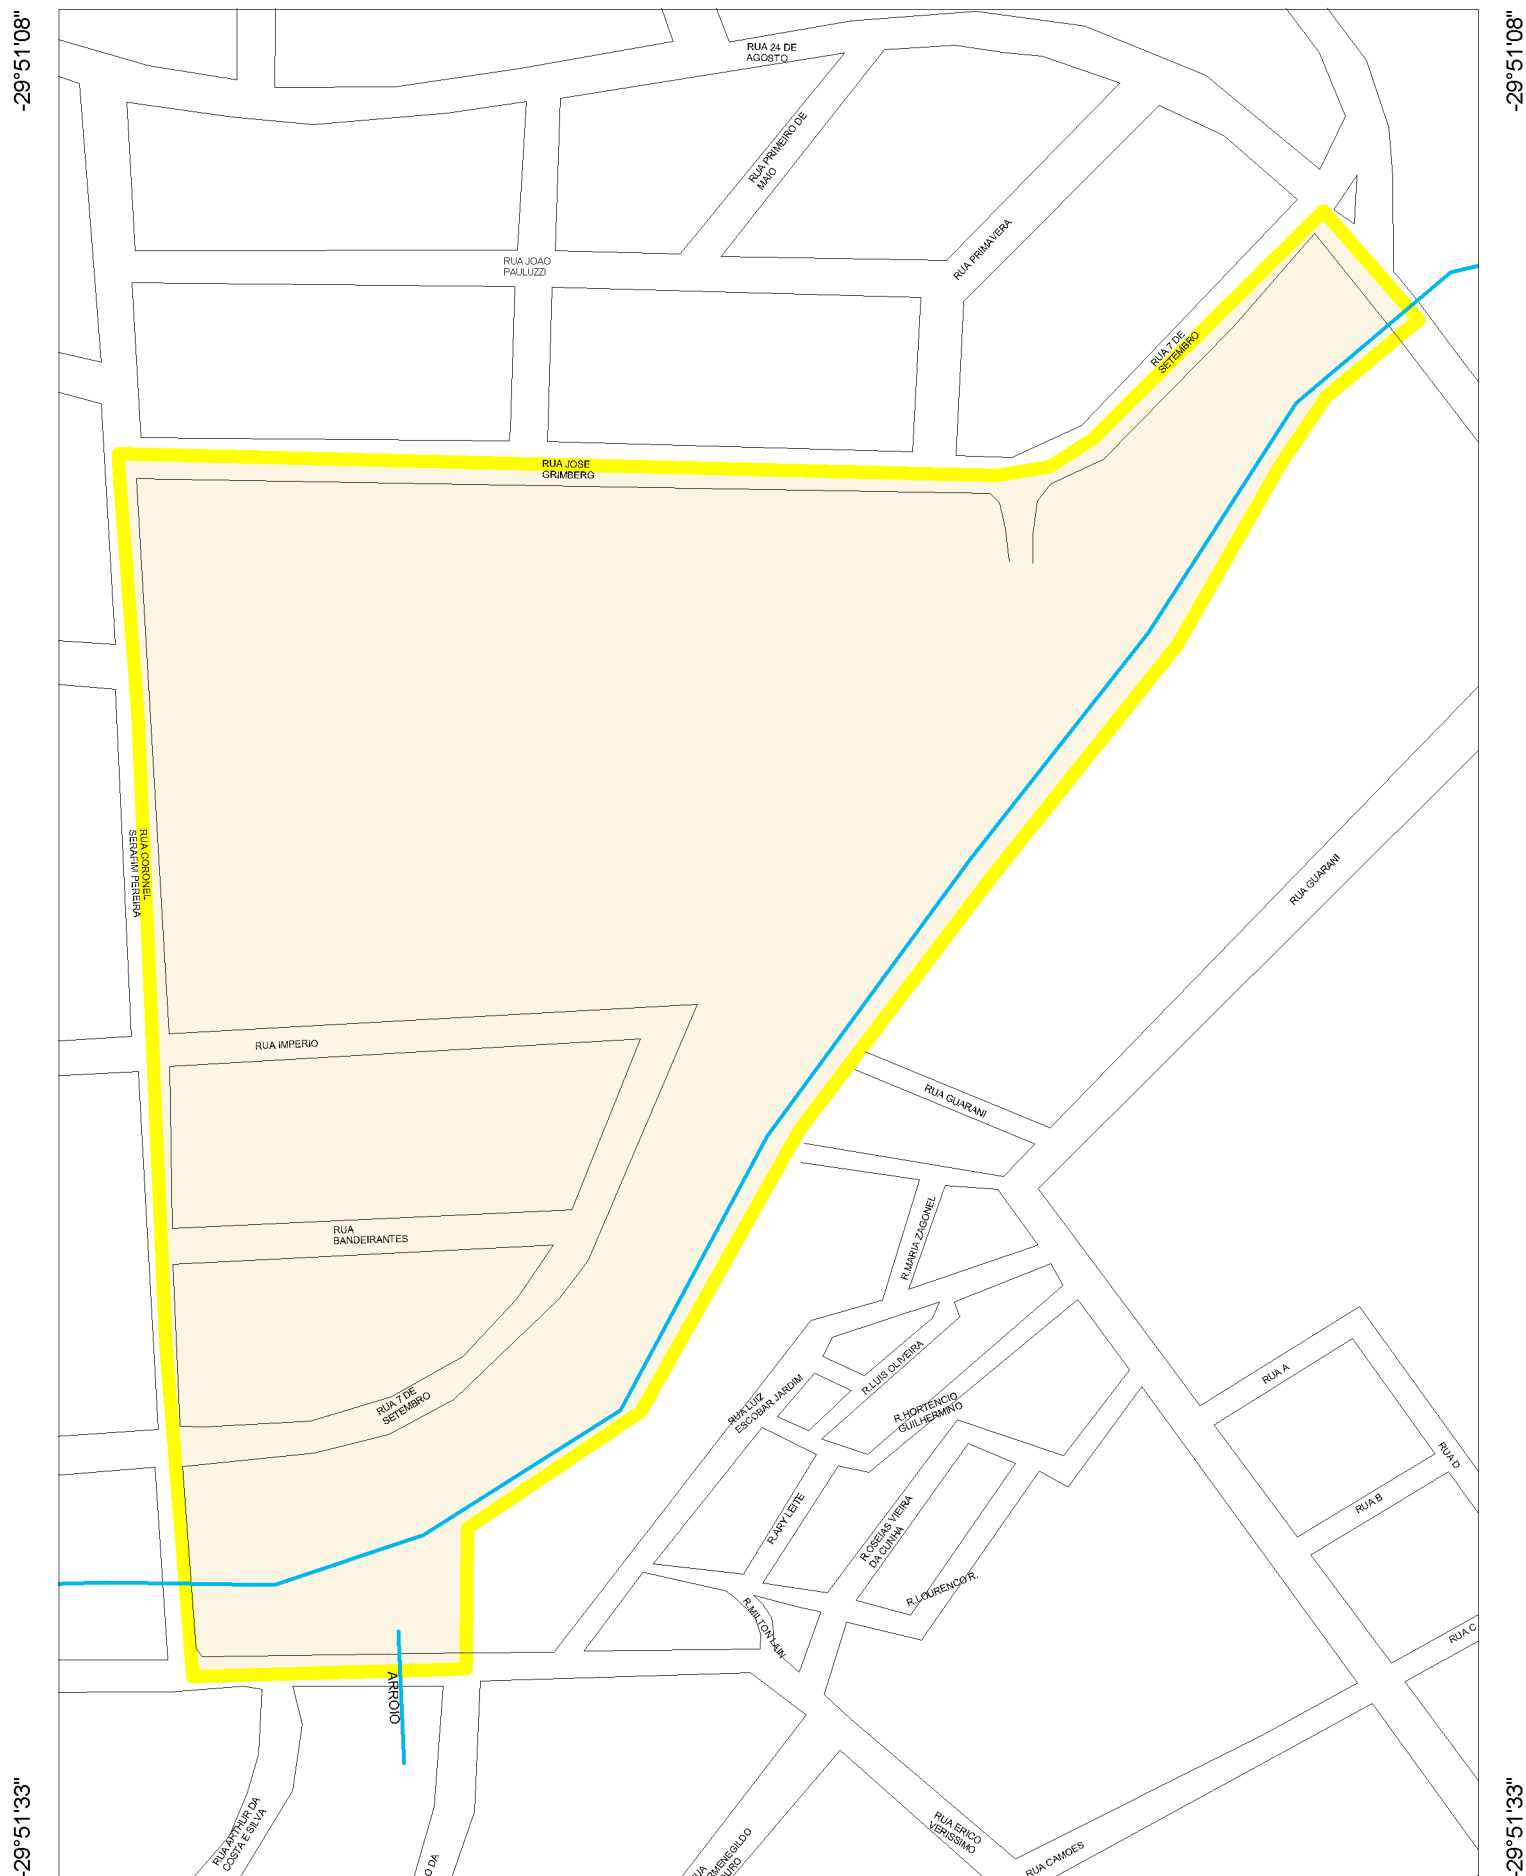 -29°51'08"
-29°51'08"
RUA 24 DE
AGOSTO
RUA PRIMEIRO DE
MAIO
RUA PRIMAVERA
RUA JOAO
PAULUZZI
RUA 7 DE
SETEMBRO
RUA JOSE
GRIMBERG
RUA CORONEL
SERAFIM PEREIRA
RUA GUARANI
RUA IMPERIO
RUA GUARANI
R.MARIA ZAGONEL
RUA
BANDEIRANTES
R.LUIS OLIVEIRA
RUA LUIZ
ESCOBAR JARDIM
RUA 7 DE
SETEMBRO
R.HORTENCIO
GUILHERMINO
RUA A
RUA D
RUA B
R.ARY LEITE
R.OSEIAS VIEIRA
DA CUNHA
R.LOURENCO R.
R.MILTON LAIN
RUA C
ARROIO
RUA ARTHUR DA
COSTA E SILVA
O DA
UA
RMENEGILDO
URO
RUA ERICO
VERISSIMO
RUA CAMOES
-29°51'33"
-29°51'33"